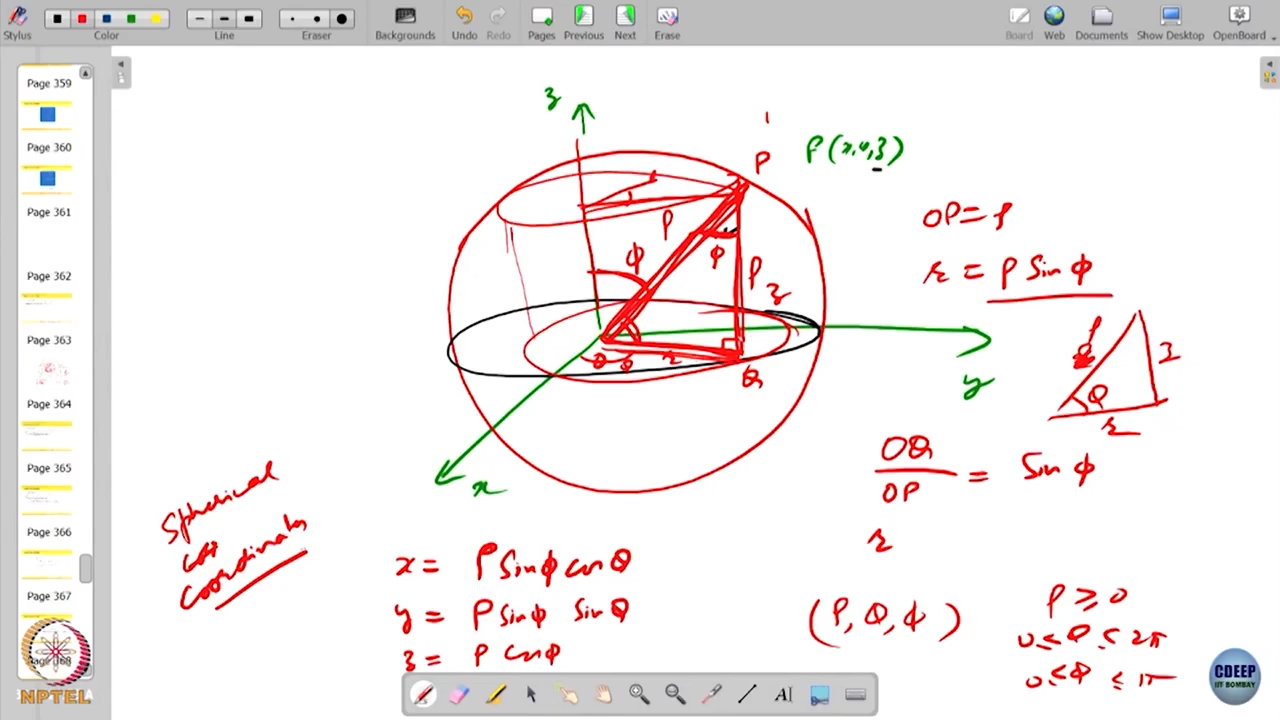 Stylus
Color
Line
Eraser
Backgrounds
Undo
Redo
Pages
Previous
Next
Erase
Board
Web
Documents
Show Desktop
OpenBoard
Page 359
Page 360
Page 361
Page 362
Page 363
Page 364
Page 365
Page 366
Page 367
Page 368
z
P
P(x,y,z)
ρ
φ
φ
z
θ
r
Q
y
x
OP=ρ
r = ρ Sin φ
ρ
z
θ
r
OQ/OP = Sin φ
r
Spherical
coordinates
x = ρ Sinφ cosθ
y = ρ sinφ sinθ
z = ρ cosφ
(ρ, θ, φ)
ρ ≥ 0
0 ≤ θ ≤ 2π
0 ≤ φ ≤ π
NPTEL
CDEEP
IIT BOMBAY